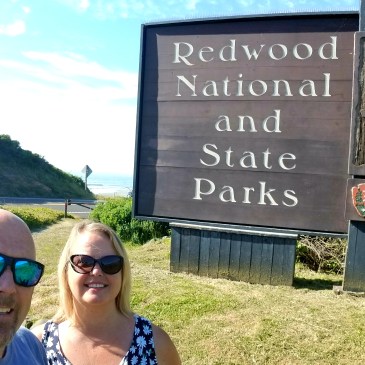 Redwood
National
and
State
Parks